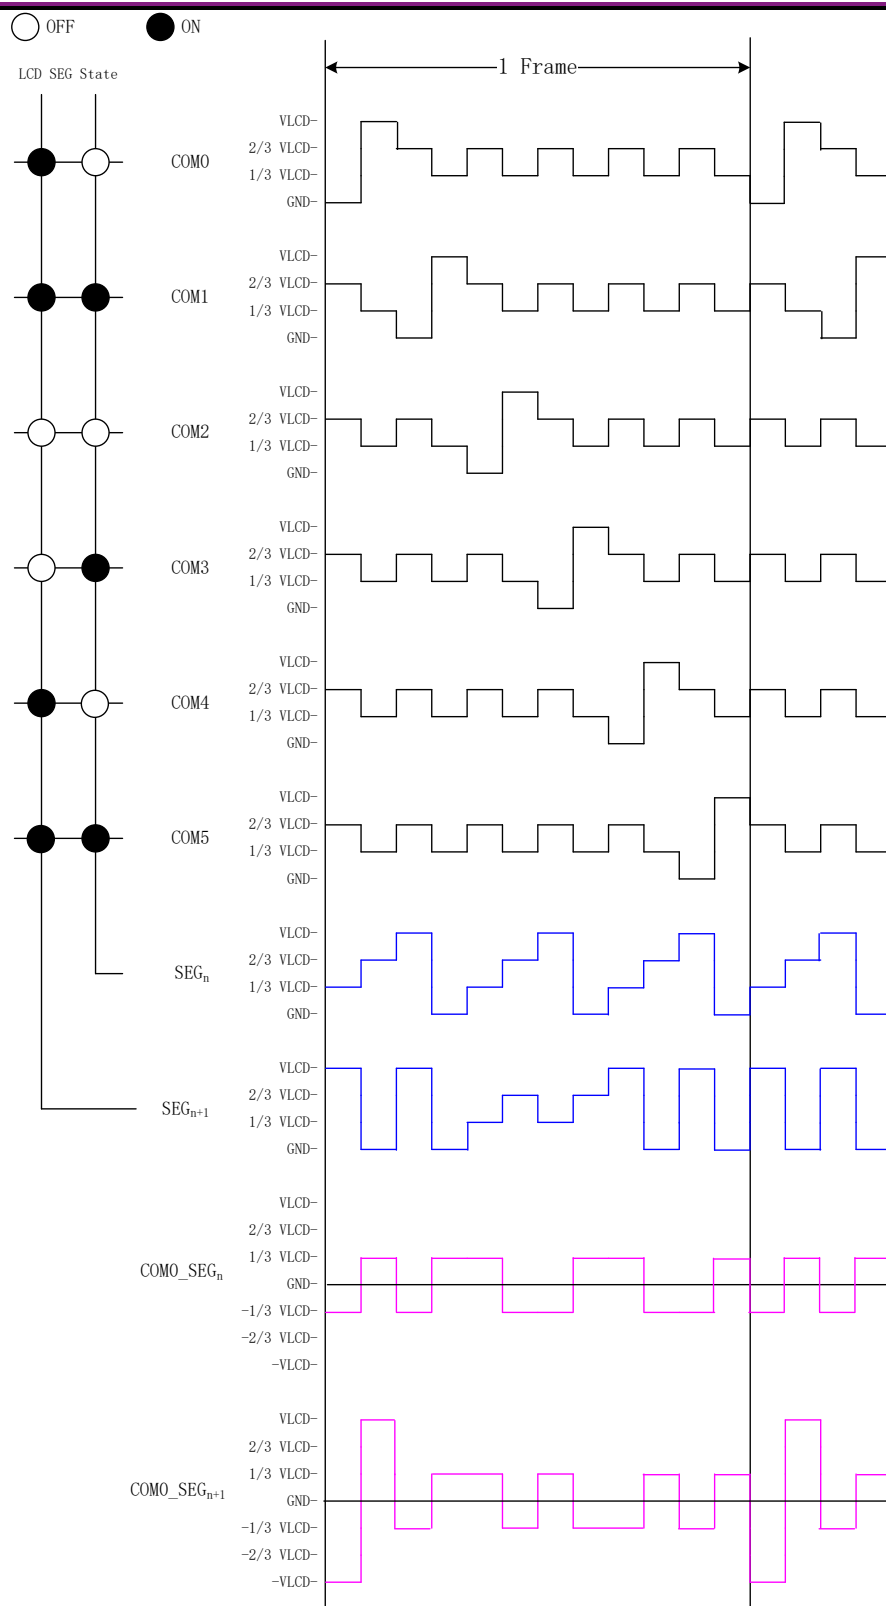 OFF ON
LCD SEG State
1 Frame
VLCD-
2/3 VLCD-
COM0
1/3 VLCD-
GND-
VLCD-
2/3 VLCD-
COM1
1/3 VLCD-
GND-
VLCD-
2/3 VLCD-
COM2
1/3 VLCD-
GND-
VLCD-
2/3 VLCD-
COM3
1/3 VLCD-
GND-
VLCD-
2/3 VLCD-
COM4
1/3 VLCD-
GND-
VLCD-
2/3 VLCD-
COM5
1/3 VLCD-
GND-
VLCD-
2/3 VLCD-
SEGn
1/3 VLCD-
GND-
VLCD-
2/3 VLCD-
SEGn+1
1/3 VLCD-
GND-
VLCD-
2/3 VLCD-
1/3 VLCD-
COM0_SEGn
GND-
-1/3 VLCD-
-2/3 VLCD-
-VLCD-
VLCD-
2/3 VLCD-
1/3 VLCD-
COM0_SEGn+1
GND-
-1/3 VLCD-
-2/3 VLCD-
-VLCD-